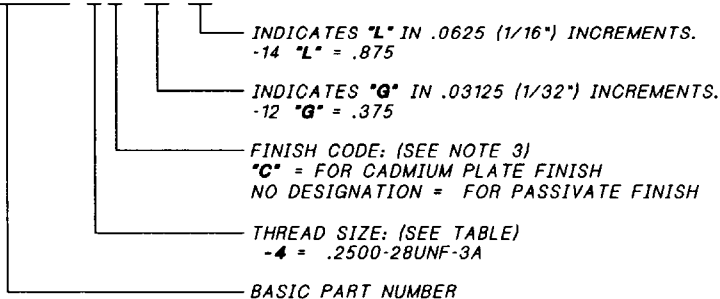 INDICATES "L" IN .0625 (1/16") INCREMENTS.
-14 "L" = .875
INDICATES "G" IN .03125 (1/32") INCREMENTS.
-12 "G" = .375
FINISH CODE: (SEE NOTE 3)
"C" = FOR CADMIUM PLATE FINISH
NO DESIGNATION = FOR PASSIVATE FINISH
THREAD SIZE: (SEE TABLE)
-4 = .2500-28UNF-3A
BASIC PART NUMBER